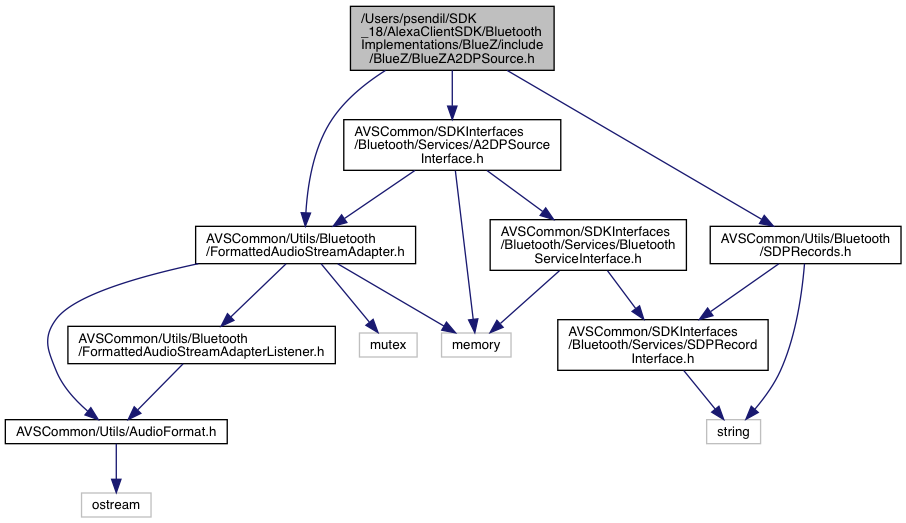 /Users/psendil/SDK
_18/AlexaClientSDK/Bluetooth
Implementations/BlueZ/include
/BlueZ/BlueZA2DPSource.h
AVSCommon/SDKInterfaces
/Bluetooth/Services/A2DPSource
Interface.h
AVSCommon/Utils/Bluetooth
/FormattedAudioStreamAdapter.h
AVSCommon/SDKInterfaces
/Bluetooth/Services/Bluetooth
ServiceInterface.h
AVSCommon/Utils/Bluetooth
/SDPRecords.h
AVSCommon/Utils/Bluetooth
/FormattedAudioStreamAdapterListener.h
mutex
memory
AVSCommon/SDKInterfaces
/Bluetooth/Services/SDPRecord
Interface.h
AVSCommon/Utils/AudioFormat.h
string
ostream